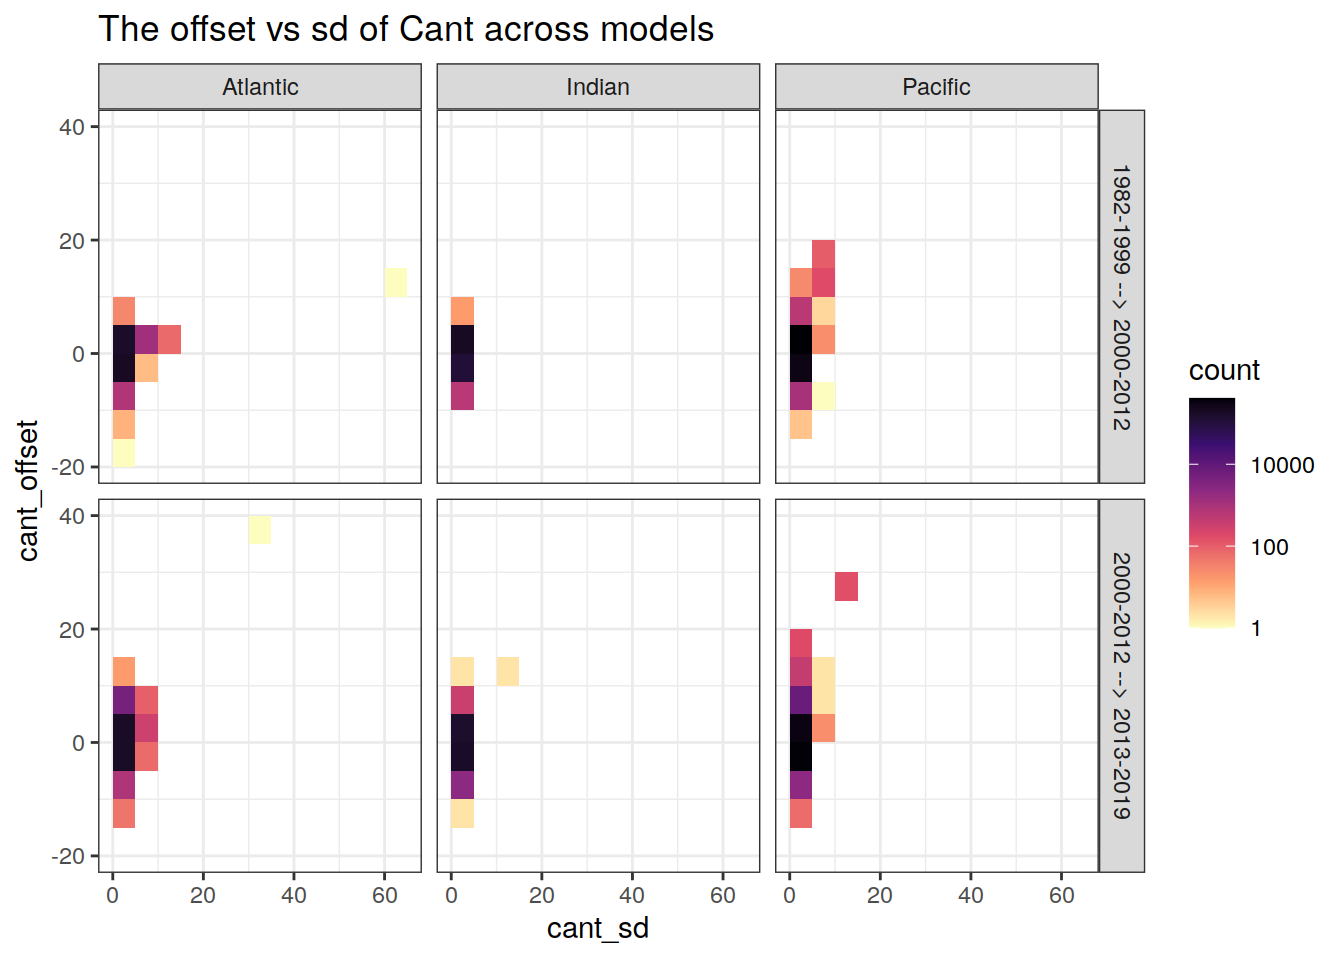 The offset vs sd of Cant across models
Atlantic
Indian
Pacific
40
20
0
-20
1982-1999 --> 2000-2012
40
20
0
-20
2000-2012 --> 2013-2019
cant_offset
0 20 40 60
0 20 40 60
0 20 40 60
cant_sd
count
10000
100
1